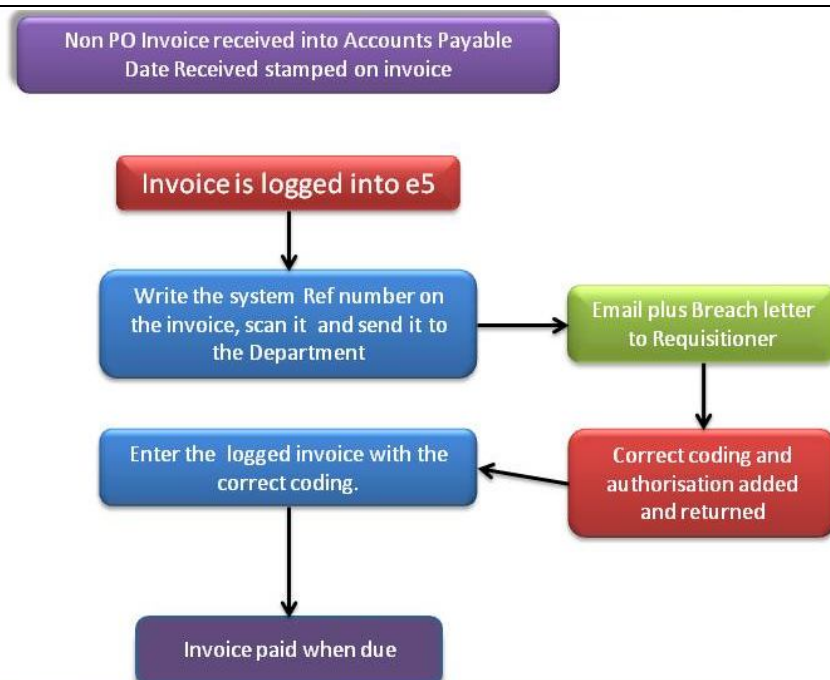 Non PO Invoice received into Accounts Payable
Date Received stamped on invoice
Invoice is logged into e5
Write the system Ref number on
the invoice, scan it and send it to
the Department
Email plus Breach letter
to Requisitioner
Correct coding and
authorisation added
and returned
Enter the logged invoice with the
correct coding.
Invoice paid when due